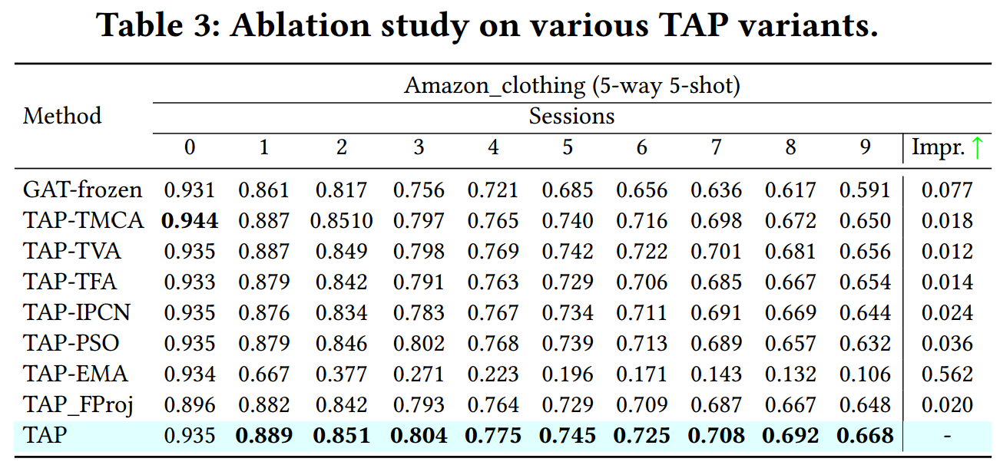 Table 3: Ablation study on various TAP variants.
Amazon_clothing (5-way 5-shot)
Method
Sessions
0 1 2 3 4 5 6 7 8 9 Impr. ↑
GAT-frozen 0.931 0.861 0.817 0.756 0.721 0.685 0.656 0.636 0.617 0.591 0.077
TAP-TMCA 0.944 0.887 0.8510 0.797 0.765 0.740 0.716 0.698 0.672 0.650 0.018
TAP-TVA 0.935 0.887 0.849 0.798 0.769 0.742 0.722 0.701 0.681 0.656 0.012
TAP-TFA 0.933 0.879 0.842 0.791 0.763 0.729 0.706 0.685 0.667 0.654 0.014
TAP-IPCN 0.935 0.876 0.834 0.783 0.767 0.734 0.711 0.691 0.669 0.644 0.024
TAP-PSO 0.935 0.879 0.846 0.802 0.768 0.739 0.713 0.689 0.657 0.632 0.036
TAP-EMA 0.934 0.667 0.377 0.271 0.223 0.196 0.171 0.143 0.132 0.106 0.562
TAP_FProj 0.896 0.882 0.842 0.793 0.764 0.729 0.709 0.687 0.667 0.648 0.020
TAP 0.935 0.889 0.851 0.804 0.775 0.745 0.725 0.708 0.692 0.668 -